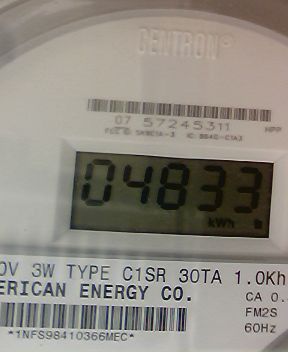 CENTRON®
07 57245311
04833
kWh
0V 3W TYPE C1SR 30TA 1.0Kh
ERICAN ENERGY CO.
CA 0.
FM2S
60Hz
*1NFS98410366MEC*